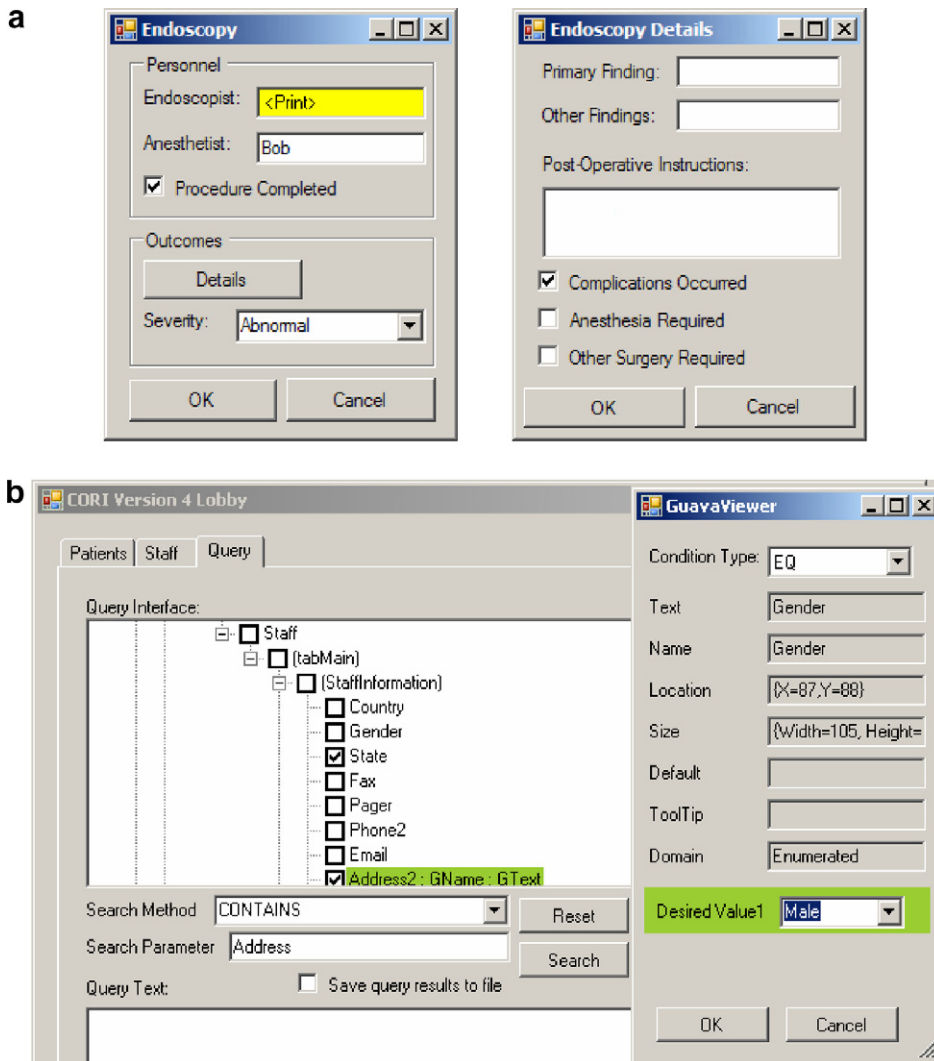 a
Endoscopy
Personnel
Endoscopist: <Print>
Anesthetist: Bob
Procedure Completed
Outcomes
Details
Severity: Abnormal
OK Cancel
Endoscopy Details
Primary Finding:
Other Findings:
Post-Operative Instructions:
Complications Occurred
Anesthesia Required
Other Surgery Required
OK Cancel
b
CORI Version 4 Lobby
Patients Staff Query
Query Interface:
Staff
(tabMain)
(StaffInformation)
Country
Gender
State
Fax
Pager
Phone2
Email
Address2 : GName : GText
Search Method CONTAINS Reset
Search Parameter Address Search
Query Text: Save query results to file
GuavaViewer
Condition Type: EQ
Text Gender
Name Gender
Location {X=87,Y=88}
Size {Width=105, Height=
Default
ToolTip
Domain Enumerated
Desired Value1 Male
OK Cancel